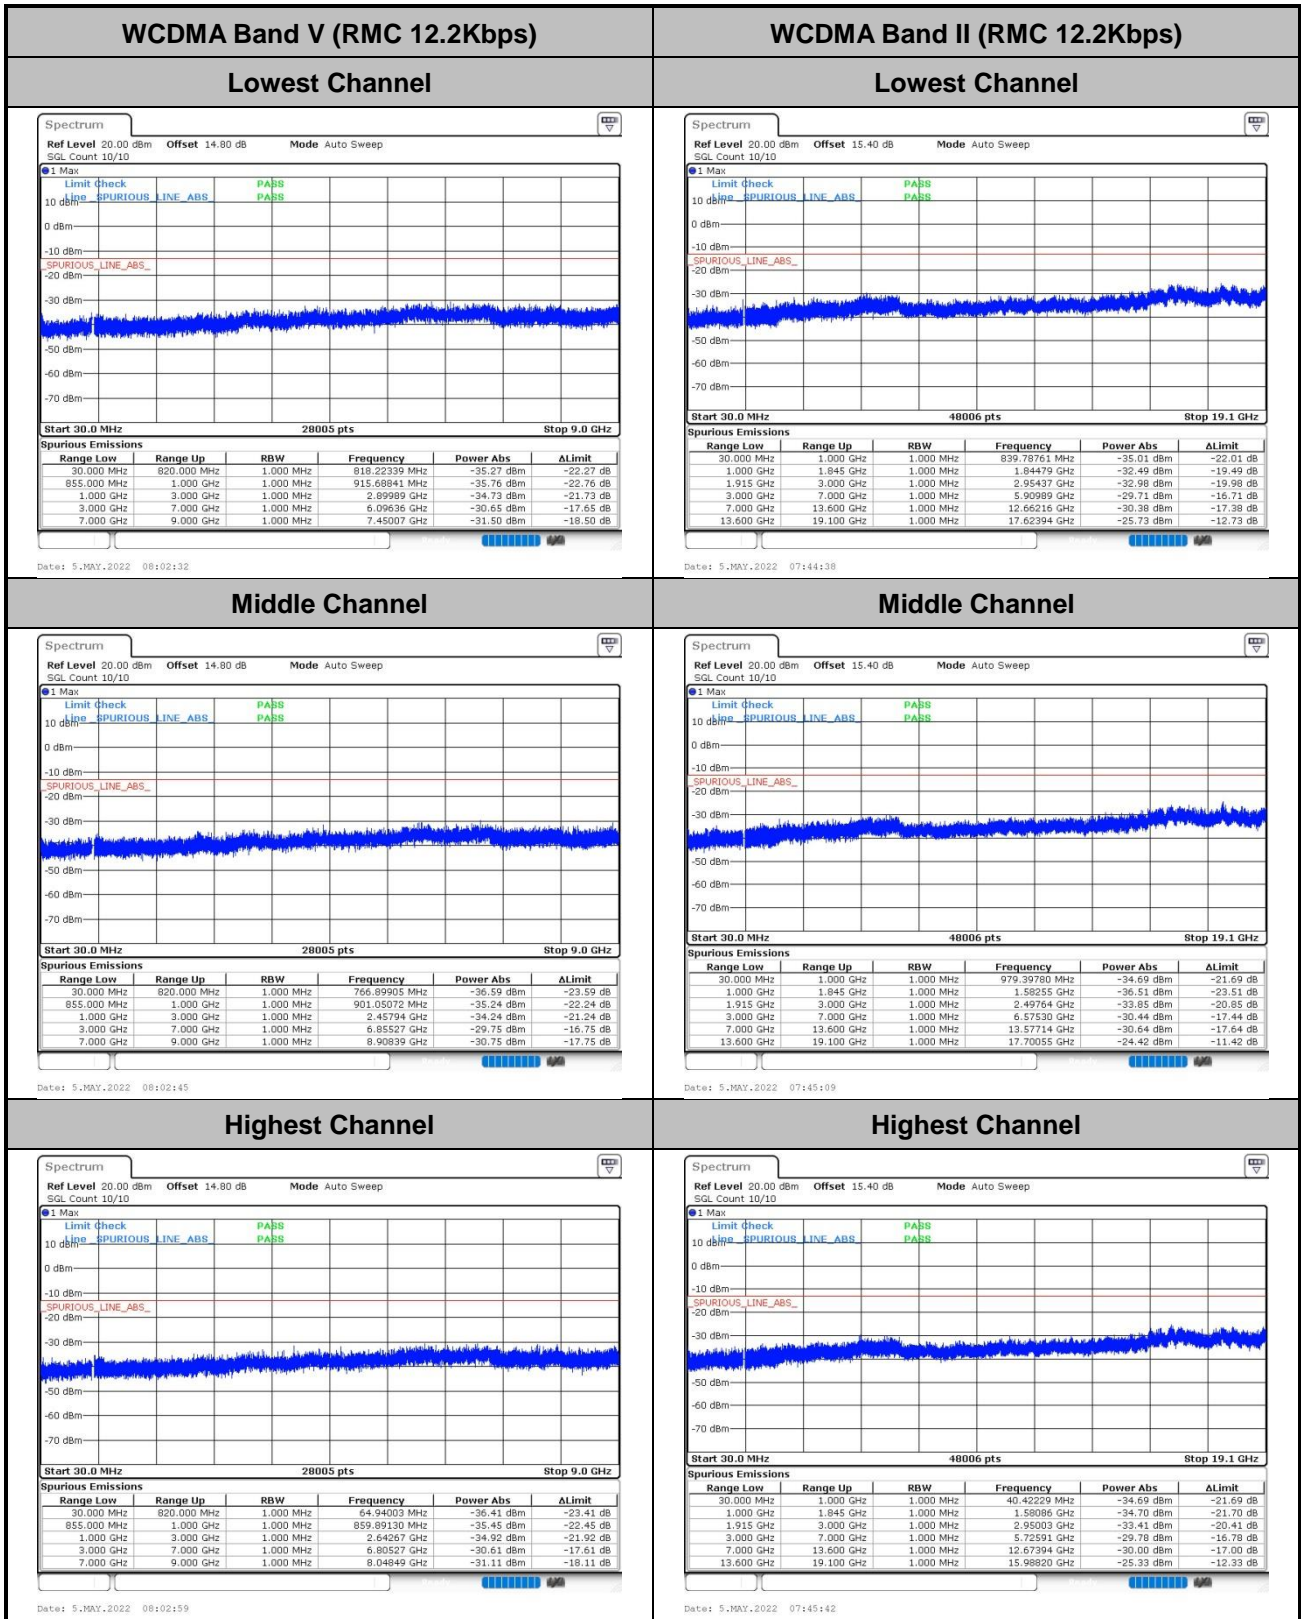 WCDMA Band V (RMC 12.2Kbps)
WCDMA Band II (RMC 12.2Kbps)
Lowest Channel
Lowest Channel
Spectrum
Ref Level 20.00 dBm Offset 14.80 dB Mode Auto Sweep
SGL Count 10/10
1 Max
Limit Check PASS
Line _SPURIOUS_LINE_ABS_ PASS
10 dBm
0 dBm
-10 dBm
_SPURIOUS_LINE_ABS_
-20 dBm
-30 dBm
-50 dBm
-60 dBm
-70 dBm
Start 30.0 MHz 28005 pts Stop 9.0 GHz
Spurious Emissions
Range Low Range Up RBW Frequency Power Abs ΔLimit
30.000 MHz 820.000 MHz 1.000 MHz 818.22339 MHz -35.27 dBm -22.27 dB
855.000 MHz 1.000 GHz 1.000 MHz 915.68841 MHz -35.76 dBm -22.76 dB
1.000 GHz 3.000 GHz 1.000 MHz 2.89989 GHz -34.73 dBm -21.73 dB
3.000 GHz 7.000 GHz 1.000 MHz 6.09636 GHz -30.65 dBm -17.65 dB
7.000 GHz 9.000 GHz 1.000 MHz 7.45007 GHz -31.50 dBm -18.50 dB
Date: 5.MAY.2022 08:02:32
Spectrum
Ref Level 20.00 dBm Offset 15.40 dB Mode Auto Sweep
SGL Count 10/10
1 Max
Limit Check PASS
Line _SPURIOUS_LINE_ABS_ PASS
10 dBm
0 dBm
-10 dBm
_SPURIOUS_LINE_ABS_
-20 dBm
-30 dBm
-50 dBm
-60 dBm
-70 dBm
Start 30.0 MHz 48006 pts Stop 19.1 GHz
Spurious Emissions
Range Low Range Up RBW Frequency Power Abs ΔLimit
30.000 MHz 1.000 GHz 1.000 MHz 839.78761 MHz -35.01 dBm -22.01 dB
1.000 GHz 1.845 GHz 1.000 MHz 1.84479 GHz -32.49 dBm -19.49 dB
1.915 GHz 3.000 GHz 1.000 MHz 2.95437 GHz -32.98 dBm -19.98 dB
3.000 GHz 7.000 GHz 1.000 MHz 5.90989 GHz -29.71 dBm -16.71 dB
7.000 GHz 13.600 GHz 1.000 MHz 12.66216 GHz -30.38 dBm -17.38 dB
13.600 GHz 19.100 GHz 1.000 MHz 17.62394 GHz -25.73 dBm -12.73 dB
Date: 5.MAY.2022 07:44:38
Middle Channel
Middle Channel
Spectrum
Ref Level 20.00 dBm Offset 14.80 dB Mode Auto Sweep
SGL Count 10/10
1 Max
Limit Check PASS
Line _SPURIOUS_LINE_ABS_ PASS
10 dBm
0 dBm
-10 dBm
_SPURIOUS_LINE_ABS_
-20 dBm
-30 dBm
-50 dBm
-60 dBm
-70 dBm
Start 30.0 MHz 28005 pts Stop 9.0 GHz
Spurious Emissions
Range Low Range Up RBW Frequency Power Abs ΔLimit
30.000 MHz 820.000 MHz 1.000 MHz 766.89905 MHz -36.59 dBm -23.59 dB
855.000 MHz 1.000 GHz 1.000 MHz 901.05072 MHz -35.24 dBm -22.24 dB
1.000 GHz 3.000 GHz 1.000 MHz 2.45794 GHz -34.24 dBm -21.24 dB
3.000 GHz 7.000 GHz 1.000 MHz 6.85527 GHz -29.75 dBm -16.75 dB
7.000 GHz 9.000 GHz 1.000 MHz 8.90839 GHz -30.75 dBm -17.75 dB
Date: 5.MAY.2022 08:02:45
Spectrum
Ref Level 20.00 dBm Offset 15.40 dB Mode Auto Sweep
SGL Count 10/10
1 Max
Limit Check PASS
Line _SPURIOUS_LINE_ABS_ PASS
10 dBm
0 dBm
-10 dBm
_SPURIOUS_LINE_ABS_
-20 dBm
-30 dBm
-50 dBm
-60 dBm
-70 dBm
Start 30.0 MHz 48006 pts Stop 19.1 GHz
Spurious Emissions
Range Low Range Up RBW Frequency Power Abs ΔLimit
30.000 MHz 1.000 GHz 1.000 MHz 979.39780 MHz -34.69 dBm -21.69 dB
1.000 GHz 1.845 GHz 1.000 MHz 1.58255 GHz -36.51 dBm -23.51 dB
1.915 GHz 3.000 GHz 1.000 MHz 2.49764 GHz -33.85 dBm -20.85 dB
3.000 GHz 7.000 GHz 1.000 MHz 6.57530 GHz -30.44 dBm -17.44 dB
7.000 GHz 13.600 GHz 1.000 MHz 13.57714 GHz -30.64 dBm -17.64 dB
13.600 GHz 19.100 GHz 1.000 MHz 17.70055 GHz -24.42 dBm -11.42 dB
Date: 5.MAY.2022 07:45:09
Highest Channel
Highest Channel
Spectrum
Ref Level 20.00 dBm Offset 14.80 dB Mode Auto Sweep
SGL Count 10/10
1 Max
Limit Check PASS
Line _SPURIOUS_LINE_ABS_ PASS
10 dBm
0 dBm
-10 dBm
_SPURIOUS_LINE_ABS_
-20 dBm
-30 dBm
-50 dBm
-60 dBm
-70 dBm
Start 30.0 MHz 28005 pts Stop 9.0 GHz
Spurious Emissions
Range Low Range Up RBW Frequency Power Abs ΔLimit
30.000 MHz 820.000 MHz 1.000 MHz 64.94003 MHz -36.41 dBm -23.41 dB
855.000 MHz 1.000 GHz 1.000 MHz 859.89130 MHz -35.45 dBm -22.45 dB
1.000 GHz 3.000 GHz 1.000 MHz 2.64267 GHz -34.92 dBm -21.92 dB
3.000 GHz 7.000 GHz 1.000 MHz 6.80527 GHz -30.61 dBm -17.61 dB
7.000 GHz 9.000 GHz 1.000 MHz 8.04849 GHz -31.11 dBm -18.11 dB
Date: 5.MAY.2022 08:02:59
Spectrum
Ref Level 20.00 dBm Offset 15.40 dB Mode Auto Sweep
SGL Count 10/10
1 Max
Limit Check PASS
Line _SPURIOUS_LINE_ABS_ PASS
10 dBm
0 dBm
-10 dBm
_SPURIOUS_LINE_ABS_
-20 dBm
-30 dBm
-50 dBm
-60 dBm
-70 dBm
Start 30.0 MHz 48006 pts Stop 19.1 GHz
Spurious Emissions
Range Low Range Up RBW Frequency Power Abs ΔLimit
30.000 MHz 1.000 GHz 1.000 MHz 40.42229 MHz -34.69 dBm -21.69 dB
1.000 GHz 1.845 GHz 1.000 MHz 1.58086 GHz -34.70 dBm -21.70 dB
1.915 GHz 3.000 GHz 1.000 MHz 2.95003 GHz -33.41 dBm -20.41 dB
3.000 GHz 7.000 GHz 1.000 MHz 5.72591 GHz -29.78 dBm -16.78 dB
7.000 GHz 13.600 GHz 1.000 MHz 12.67394 GHz -30.00 dBm -17.00 dB
13.600 GHz 19.100 GHz 1.000 MHz 15.98820 GHz -25.33 dBm -12.33 dB
Date: 5.MAY.2022 07:45:42